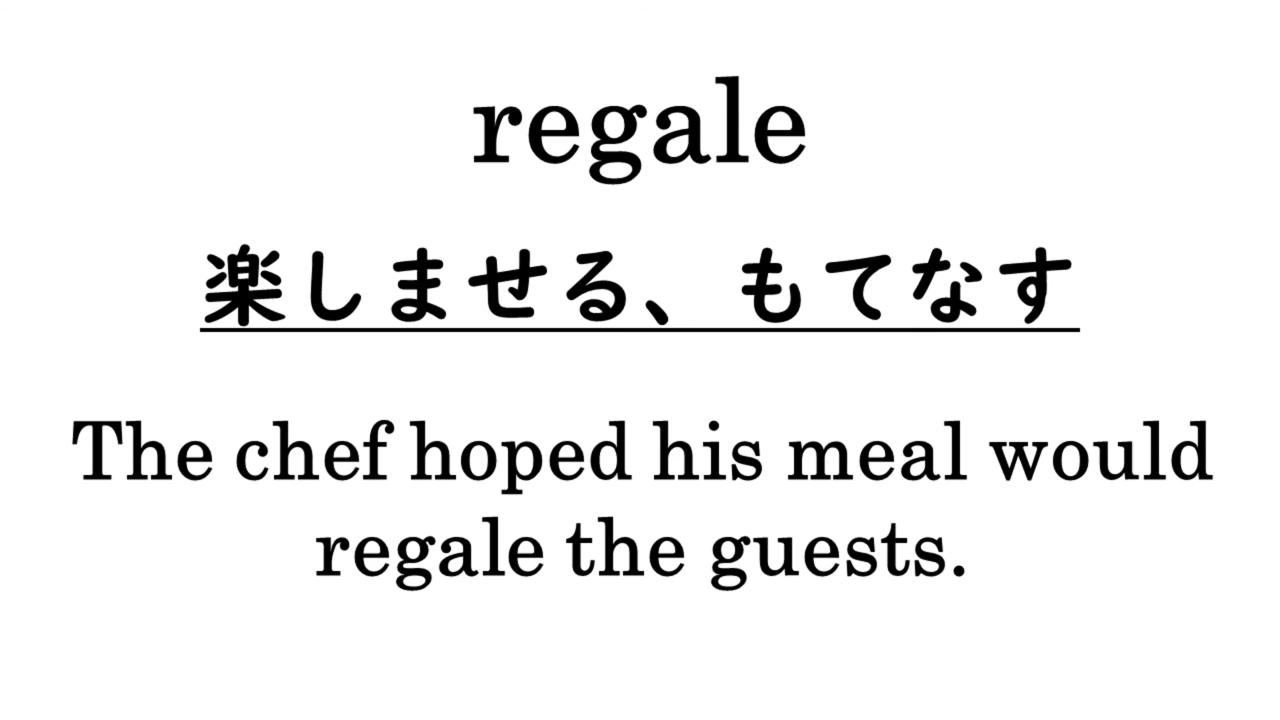 regale
楽しませる、もてなす
The chef hoped his meal would
regale the guests.